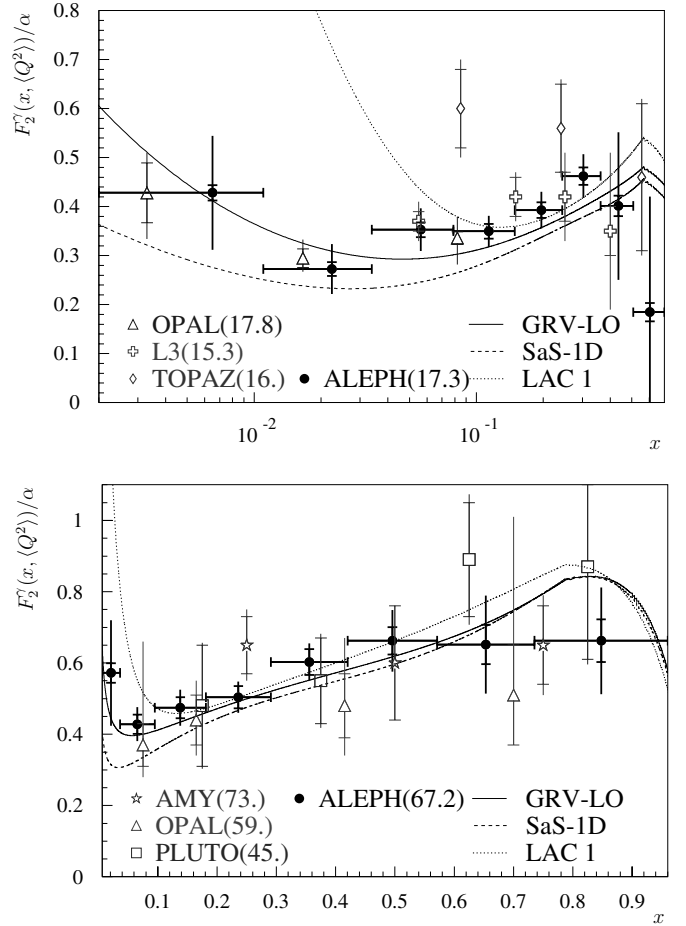 F₂^γ(x, ⟨Q²⟩)/α
0.8
0.7
0.6
0.5
0.4
0.3
0.2
0.1
0
OPAL(17.8) GRV-LO
L3(15.3) SaS-1D
TOPAZ(16.) ALEPH(17.3) LAC 1
10⁻² 10⁻¹
x
F₂^γ(x, ⟨Q²⟩)/α
1
0.8
0.6
0.4
0.2
0
AMY(73.) ALEPH(67.2) GRV-LO
OPAL(59.) SaS-1D
PLUTO(45.) LAC 1
0.1 0.2 0.3 0.4 0.5 0.6 0.7 0.8 0.9
x